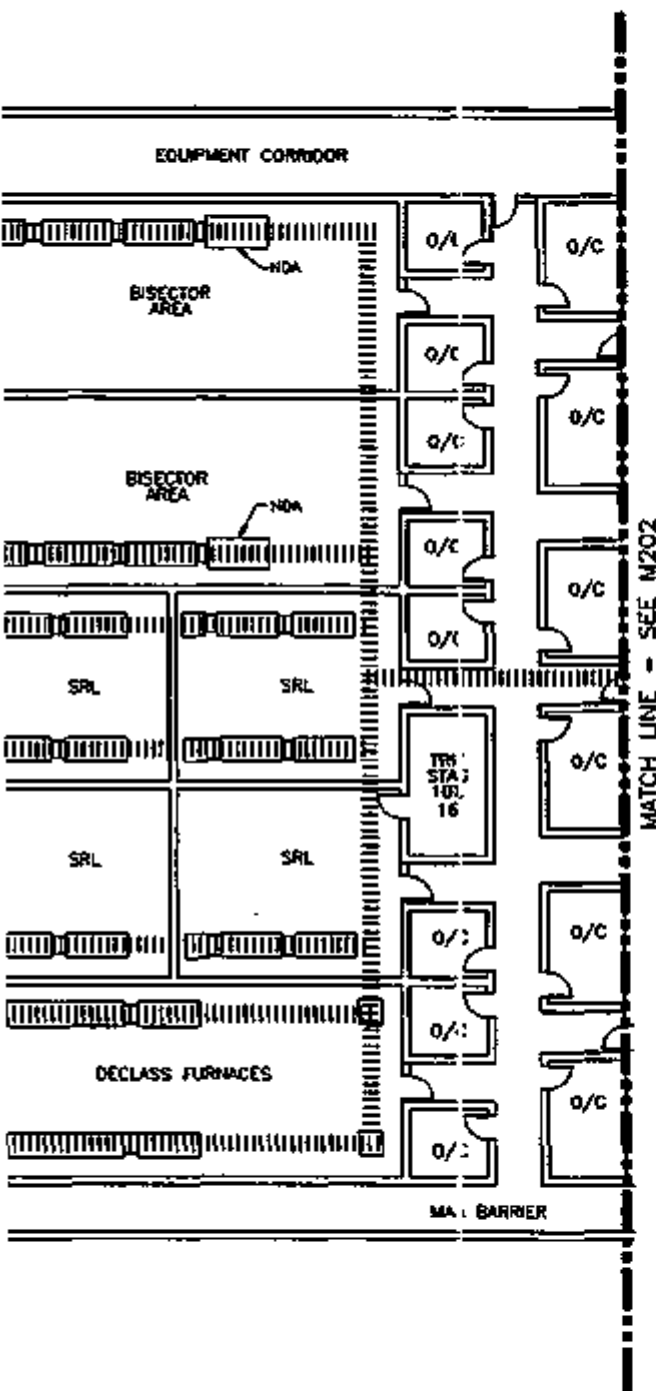 EQUIPMENT CORRIDOR
O/C
NDA
BISECTOR
AREA
O/C
O/C
O/C
BISECTOR
AREA
NDA
O/C
O/C
O/C
SRL
SRL
STAG
16
O/C
SRL
SRL
O/C
O/C
O/C
DECLASS FURNACES
O/C
O/C
BARRIER
MATCH LINE - SEE M202